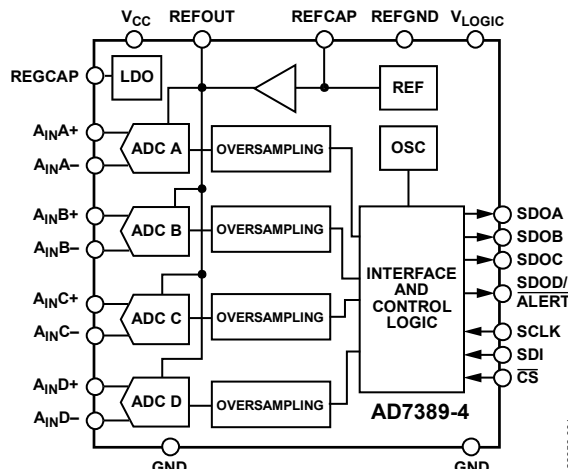 VCC REFOUT REFCAP REFGND VLOGIC
REGCAP
LDO
REF
AINA+
AINA−
ADC A
OVERSAMPLING
OSC
AINB+
AINB−
ADC B
OVERSAMPLING
AINC+
AINC−
ADC C
OVERSAMPLING
AIND+
AIND−
ADC D
OVERSAMPLING
INTERFACE
AND
CONTROL
LOGIC
SDOA
SDOB
SDOC
SDOD/
ALERT
SCLK
SDI
CS
AD7389-4
GND GND